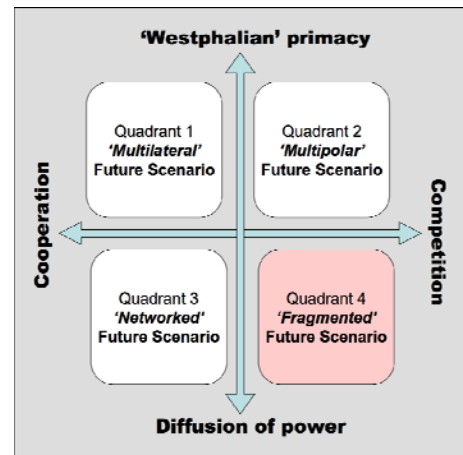 ‘Westphalian’ primacy
Quadrant 1
‘Multilateral’
Future Scenario
Quadrant 2
‘Multipolar’
Future Scenario
Cooperation
Competition
Quadrant 3
‘Networked’
Future Scenario
Quadrant 4
‘Fragmented’
Future Scenario
Diffusion of power